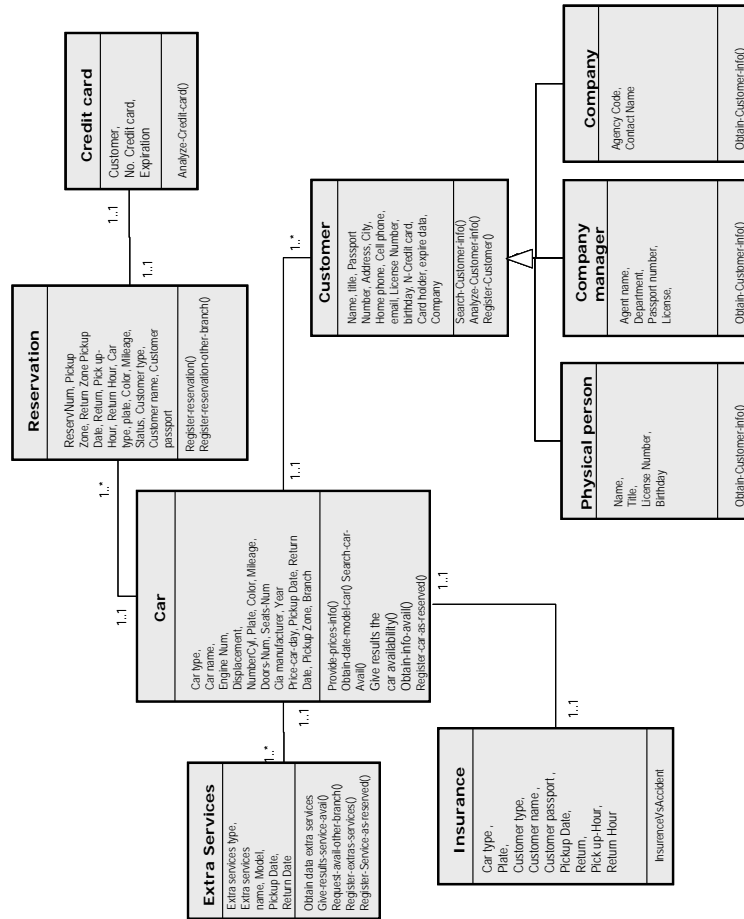 Credit card
Customer,
No. Credit card,
Expiration
Analyze-Credit-card()
1..1
1..1
Reservation
ReservNum, Pickup
Zone, Return Zone Pickup
Date, Return, Pick up-
Hour, Return Hour, Car
type, plate, Color, Mileage,
Status, Customer type,
Customer name, Customer
passport
Register-reservation()
Register-reservation-other-branch()
1..*
1..1
Car
Car type,
Car name,
Engine Num,
Displacement,
NumberCyl, Plate, Color, Mileage,
Doors-Num, Seats-Num
Cia manufacturer, Year
Price-car-day, Pickup Date, Return
Date, Pickup Zone, Branch
Provide-prices-info()
Obtain-date-model-car() Search-car-
Avail()
Give results the
car availability()
Obtain-info-avail()
Register-car-as-reserved()
1..1
1..*
Customer
Name, title, Passport
Number, Address, City,
Home phone, Cell phone,
email, License Number,
birthday, N-Credit card,
Card holder, expire data,
Company
Search-Customer-info()
Analyze-Customer-info()
Register-Customer()
Company
Agency Code,
Contact Name
Obtain-Customer-info()
Company
manager
Agent name,
Department,
Passport number,
License,
Obtain-Customer-info()
Physical person
Name,
Title,
License Number,
Birthday
Obtain-Customer-info()
1..1
1..*
Extra Services
Extra services type,
Extra services
name, Model,
Pickup Date,
Return Date
Obtain data extra services
Give-results-service-avai()
Request-avail-other-branch()
Register-extras-services()
Register-Service-as-reserved()
1..1
1..1
Insurance
Car type ,
Plate,
Customer type,
Customer name ,
Customer passport ,
Pickup Date,
Return,
Pick up-Hour,
Return Hour
InsurenceVsAccident